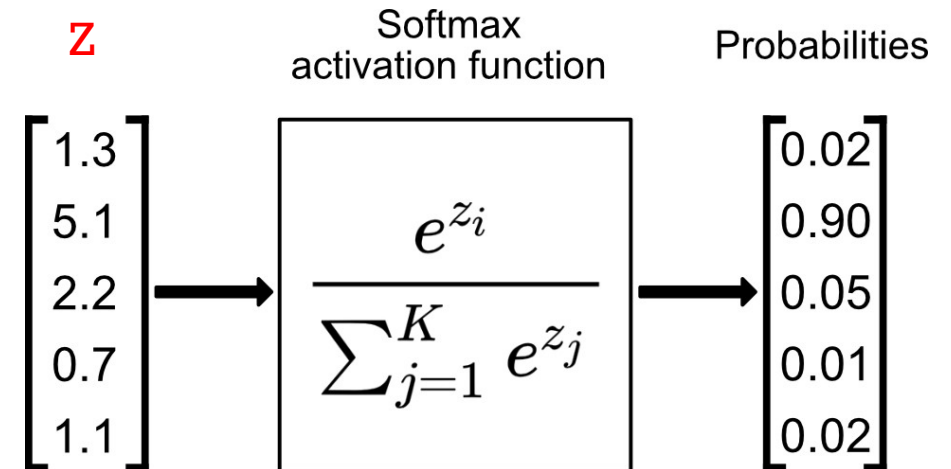 Z
Softmax
activation function
Probabilities
1.3
5.1
2.2
0.7
1.1
e^{z_i}
∑_{j=1}^{K} e^{z_j}
0.02
0.90
0.05
0.01
0.02